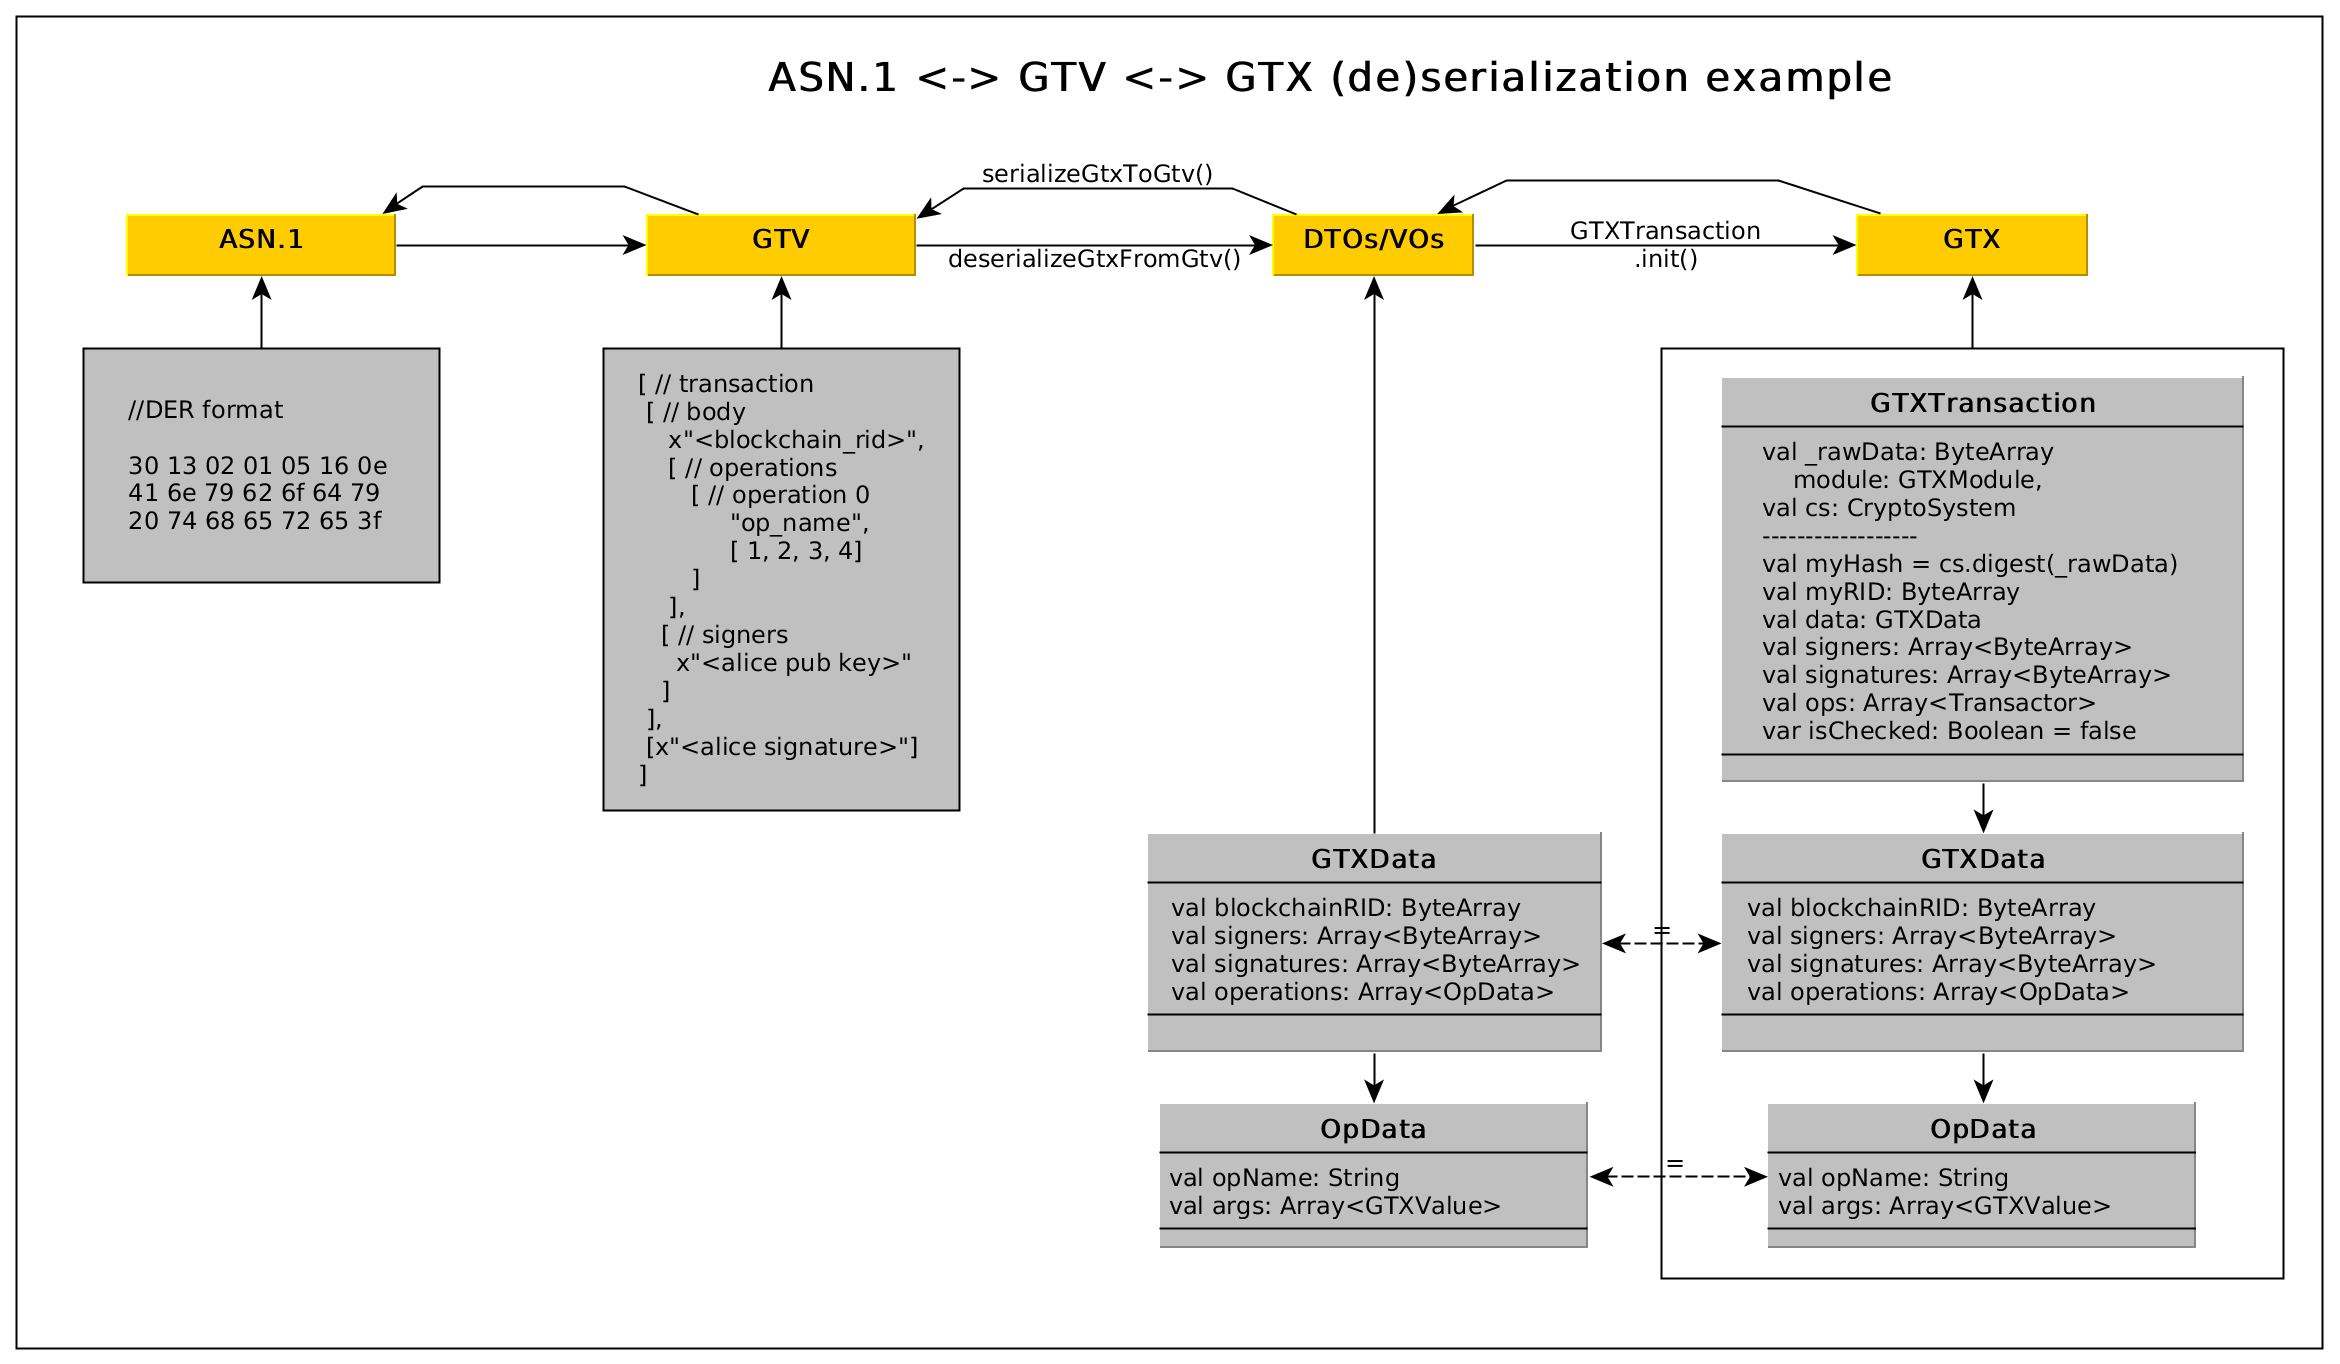 ASN.1 <-> GTV <-> GTX (de)serialization example
serializeGtxToGtv()
ASN.1
GTV
deserializeGtxFromGtv()
DTOs/VOs
GTXTransaction
.init()
GTX
//DER format
30 13 02 01 05 16 0e
41 6e 79 62 6f 64 79
20 74 68 65 72 65 3f
[ // transaction
[ // body
x"<blockchain_rid>",
[ // operations
[ // operation 0
"op_name",
[ 1, 2, 3, 4]
]
],
[ // signers
x"<alice pub key>"
]
],
[x"<alice signature>"]
]
GTXTransaction
val _rawData: ByteArray
module: GTXModule,
val cs: CryptoSystem
------------------
val myHash = cs.digest(_rawData)
val myRID: ByteArray
val data: GTXData
val signers: Array<ByteArray>
val signatures: Array<ByteArray>
val ops: Array<Transactor>
var isChecked: Boolean = false
GTXData
val blockchainRID: ByteArray
val signers: Array<ByteArray>
val signatures: Array<ByteArray>
val operations: Array<OpData>
=
GTXData
val blockchainRID: ByteArray
val signers: Array<ByteArray>
val signatures: Array<ByteArray>
val operations: Array<OpData>
OpData
val opName: String
val args: Array<GTXValue>
=
OpData
val opName: String
val args: Array<GTXValue>